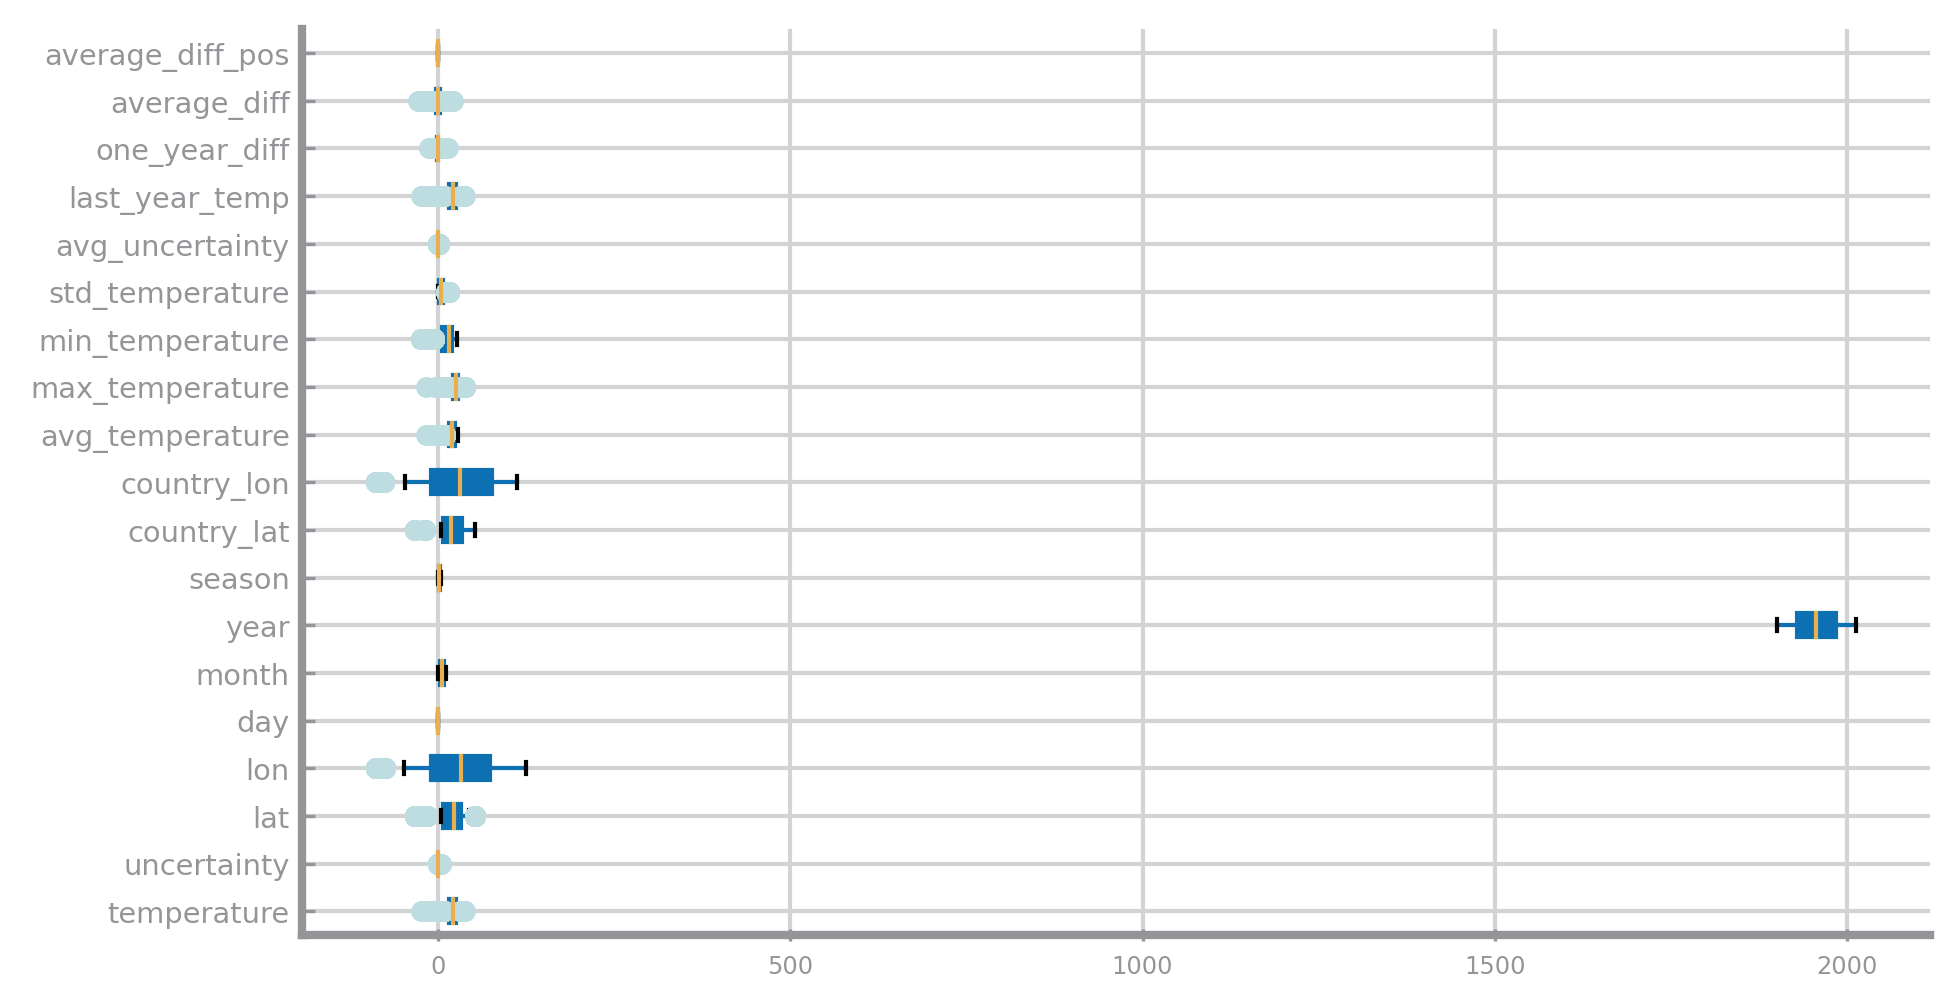 average_diff_pos
average_diff
one_year_diff
last_year_temp
avg_uncertainty
std_temperature
min_temperature
max_temperature
avg_temperature
country_lon
country_lat
season
year
month
day
lon
lat
uncertainty
temperature
0 500 1000 1500 2000